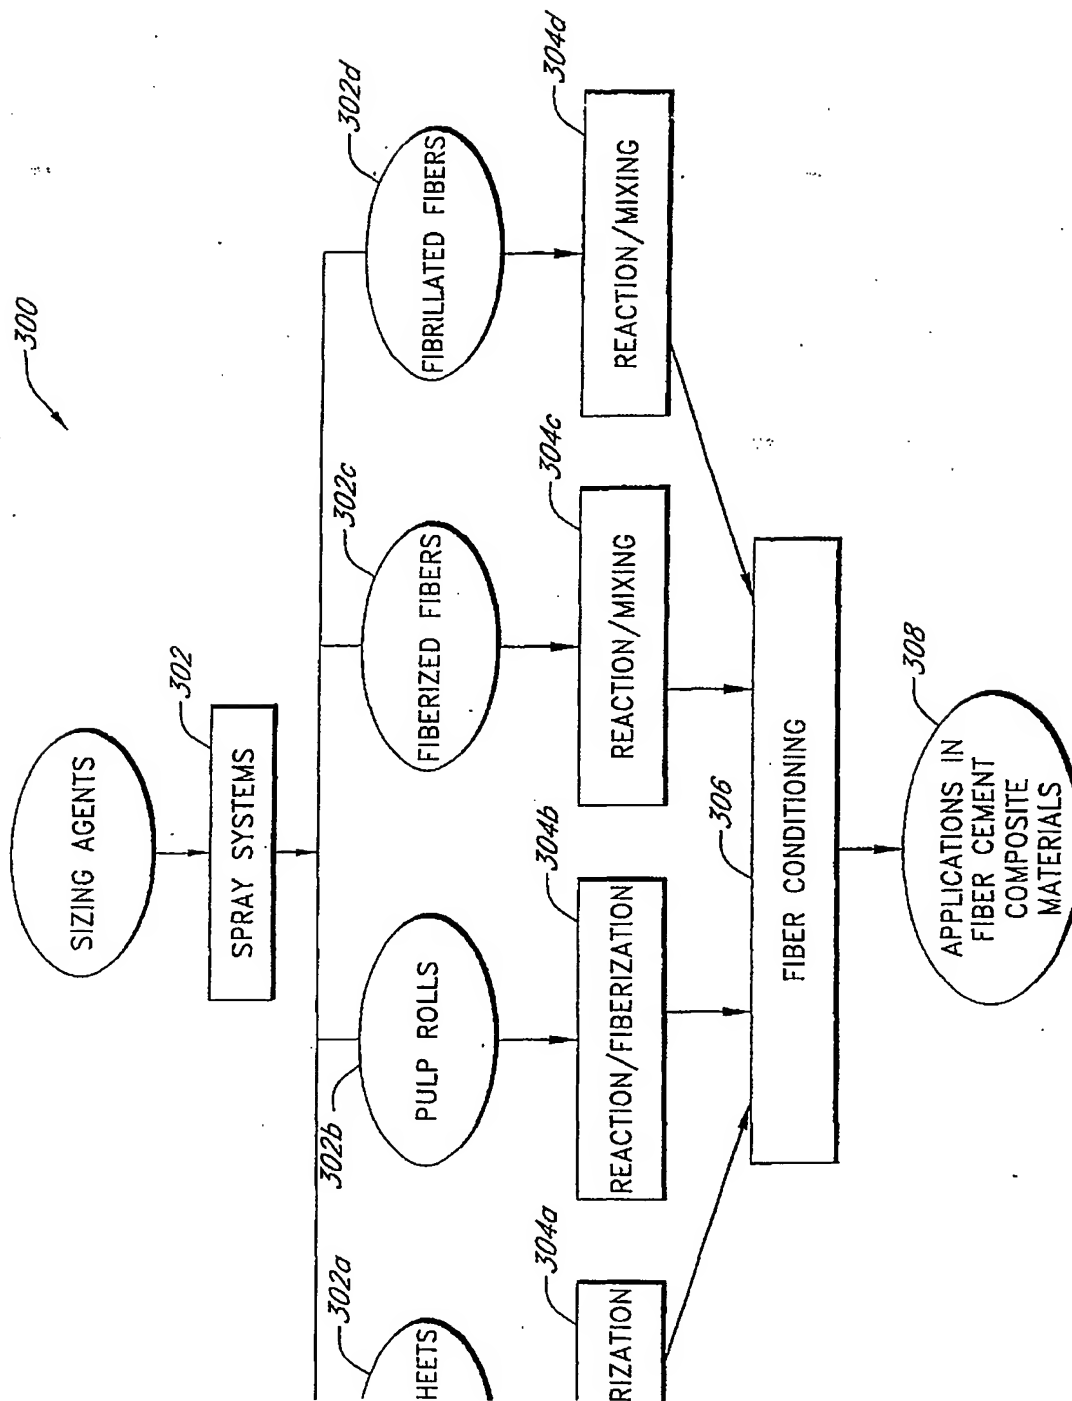 300
SIZING AGENTS
302
SPRAY SYSTEMS
302a
HEETS
302b
PULP ROLLS
302c
FIBERIZED FIBERS
302d
FIBRILLATED FIBERS
304a
RIZATION
304b
REACTION/FIBERIZATION
304c
REACTION/MIXING
304d
REACTION/MIXING
306
FIBER CONDITIONING
308
APPLICATIONS IN
FIBER CEMENT
COMPOSITE
MATERIALS